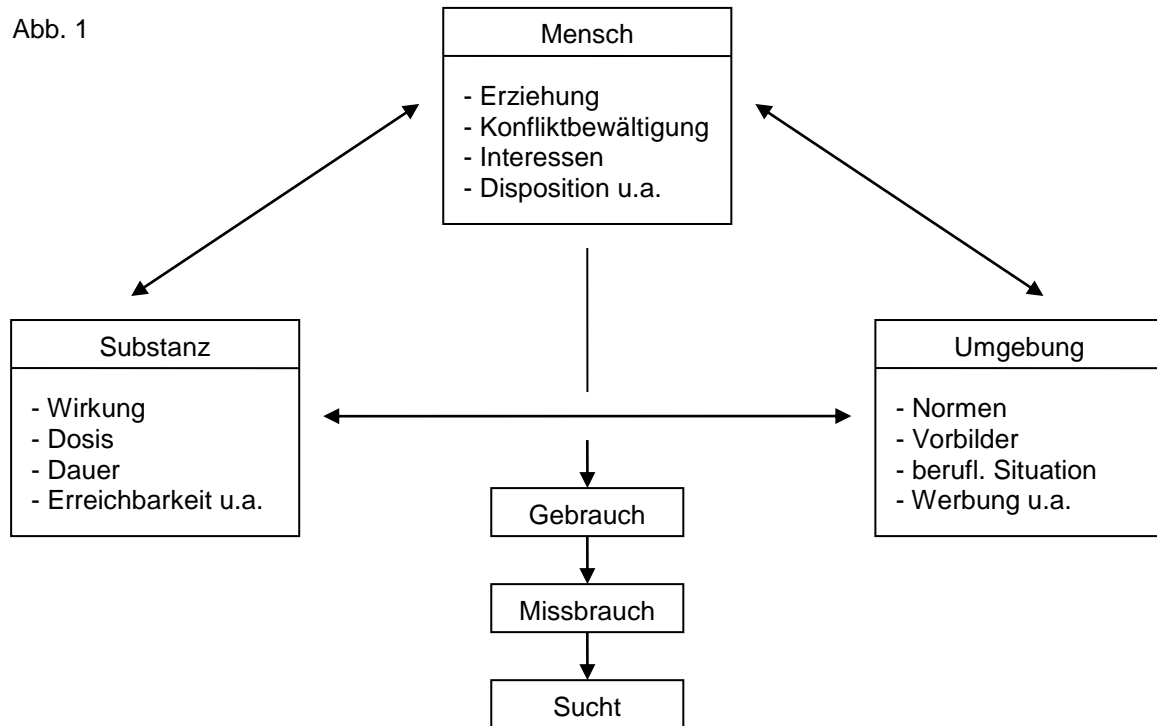 Abb. 1
Mensch
- Erziehung
- Konfliktbewältigung
- Interessen
- Disposition u.a.
Substanz
- Wirkung
- Dosis
- Dauer
- Erreichbarkeit u.a.
Umgebung
- Normen
- Vorbilder
- berufl. Situation
- Werbung u.a.
Gebrauch
Missbrauch
Sucht